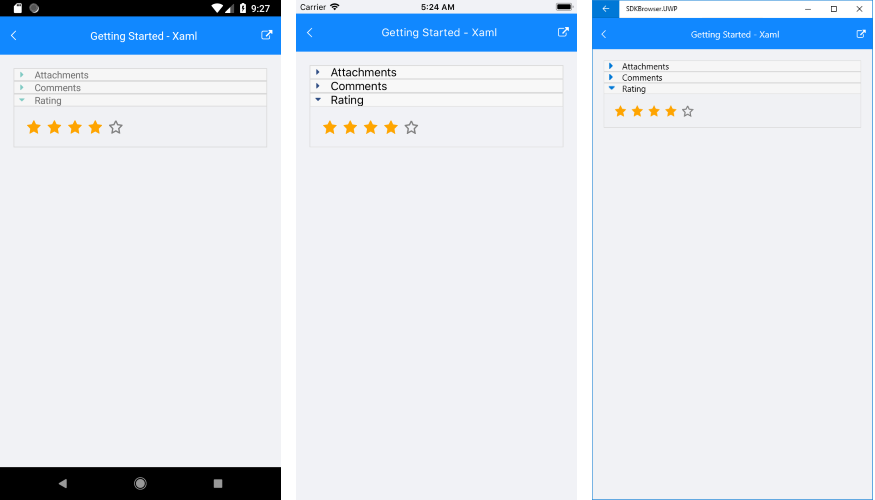 9:27
Getting Started - Xaml
Attachments
Comments
Rating
Carrier 5:24 AM
Getting Started - Xaml
Attachments
Comments
Rating
SDKBrowser.UWP
Getting Started - Xaml
Attachments
Comments
Rating